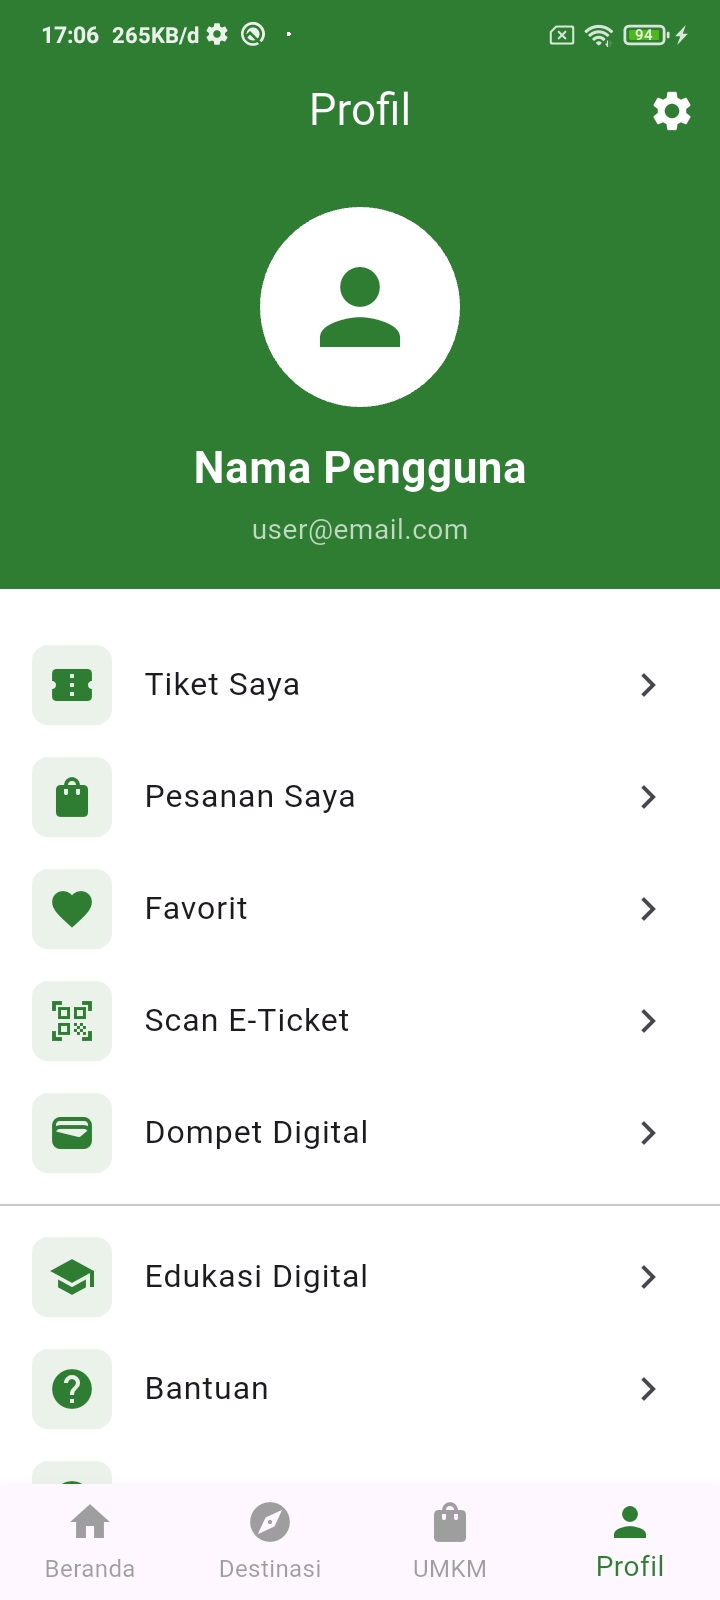 17:06 265KB/d
94
Profil
Nama Pengguna
user@email.com
Tiket Saya
Pesanan Saya
Favorit
Scan E-Ticket
Dompet Digital
Edukasi Digital
Bantuan
Beranda
Destinasi
UMKM
Profil